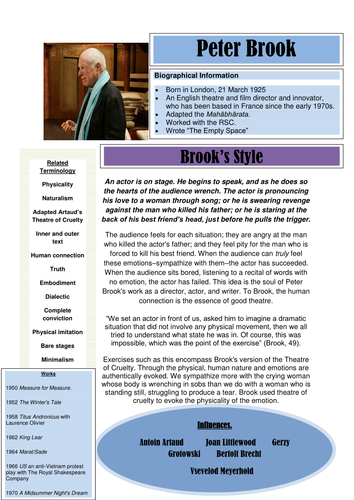 Peter Brook
Biographical Information
• Born in London, 21 March 1925
• An English theatre and film director and innovator,
who has been based in France since the early 1970s.
• Adapted the Mahābhārata.
• Worked with the RSC.
• Wrote "The Empty Space"
Related
Terminology
Physicality
Naturalism
Adapted Artaud's
Theatre of Cruelty
Inner and outer
text
Human connection
Truth
Embodiment
Dialectic
Complete
conviction
Physical imitation
Bare stages
Minimalism
Works
1950 Measure for Measure.
1952 The Winter's Tale
1958 Titus Andronicus with
Laurence Olivier
1962 King Lear
1964 Marat/Sade
1966 US an anti-Vietnam protest
play with The Royal Shakespeare
Company
1970 A Midsummer Night's Dream
Brook's Style
An actor is on stage. He begins to speak, and as he does so
the hearts of the audience wrench. The actor is pronouncing
his love to a woman through song; or he is swearing revenge
against the man who killed his father; or he is staring at the
back of his best friend's head, just before he pulls the trigger.
The audience feels for each situation; they are angry at the man
who killed the actor's father; and they feel pity for the man who is
forced to kill his best friend. When the audience can truly feel
these emotions--sympathize with them--the actor has succeeded.
When the audience sits bored, listening to a recital of words with
no emotion, the actor has failed. This idea is the soul of Peter
Brook's work as a director, actor, and writer. To Brook, the human
connection is the essence of good theatre.
"We set an actor in front of us, asked him to imagine a dramatic
situation that did not involve any physical movement, then we all
tried to understand what state he was in. Of course, this was
impossible, which was the point of the exercise" (Brook, 49).
Exercises such as this encompass Brook's version of the Theatre
of Cruelty. Through the physical, human nature and emotions are
authentically evoked. We sympathize more with the crying woman
whose body is wrenching in sobs than we do with a woman who is
standing still, struggling to produce a tear. Brook used theatre of
cruelty to evoke the physicality of the emotion.
Influences.
Antoin Artaud Joan Littlewood Gerzy
Grotowski Bertolt Brecht
Vsevelod Meyerhold